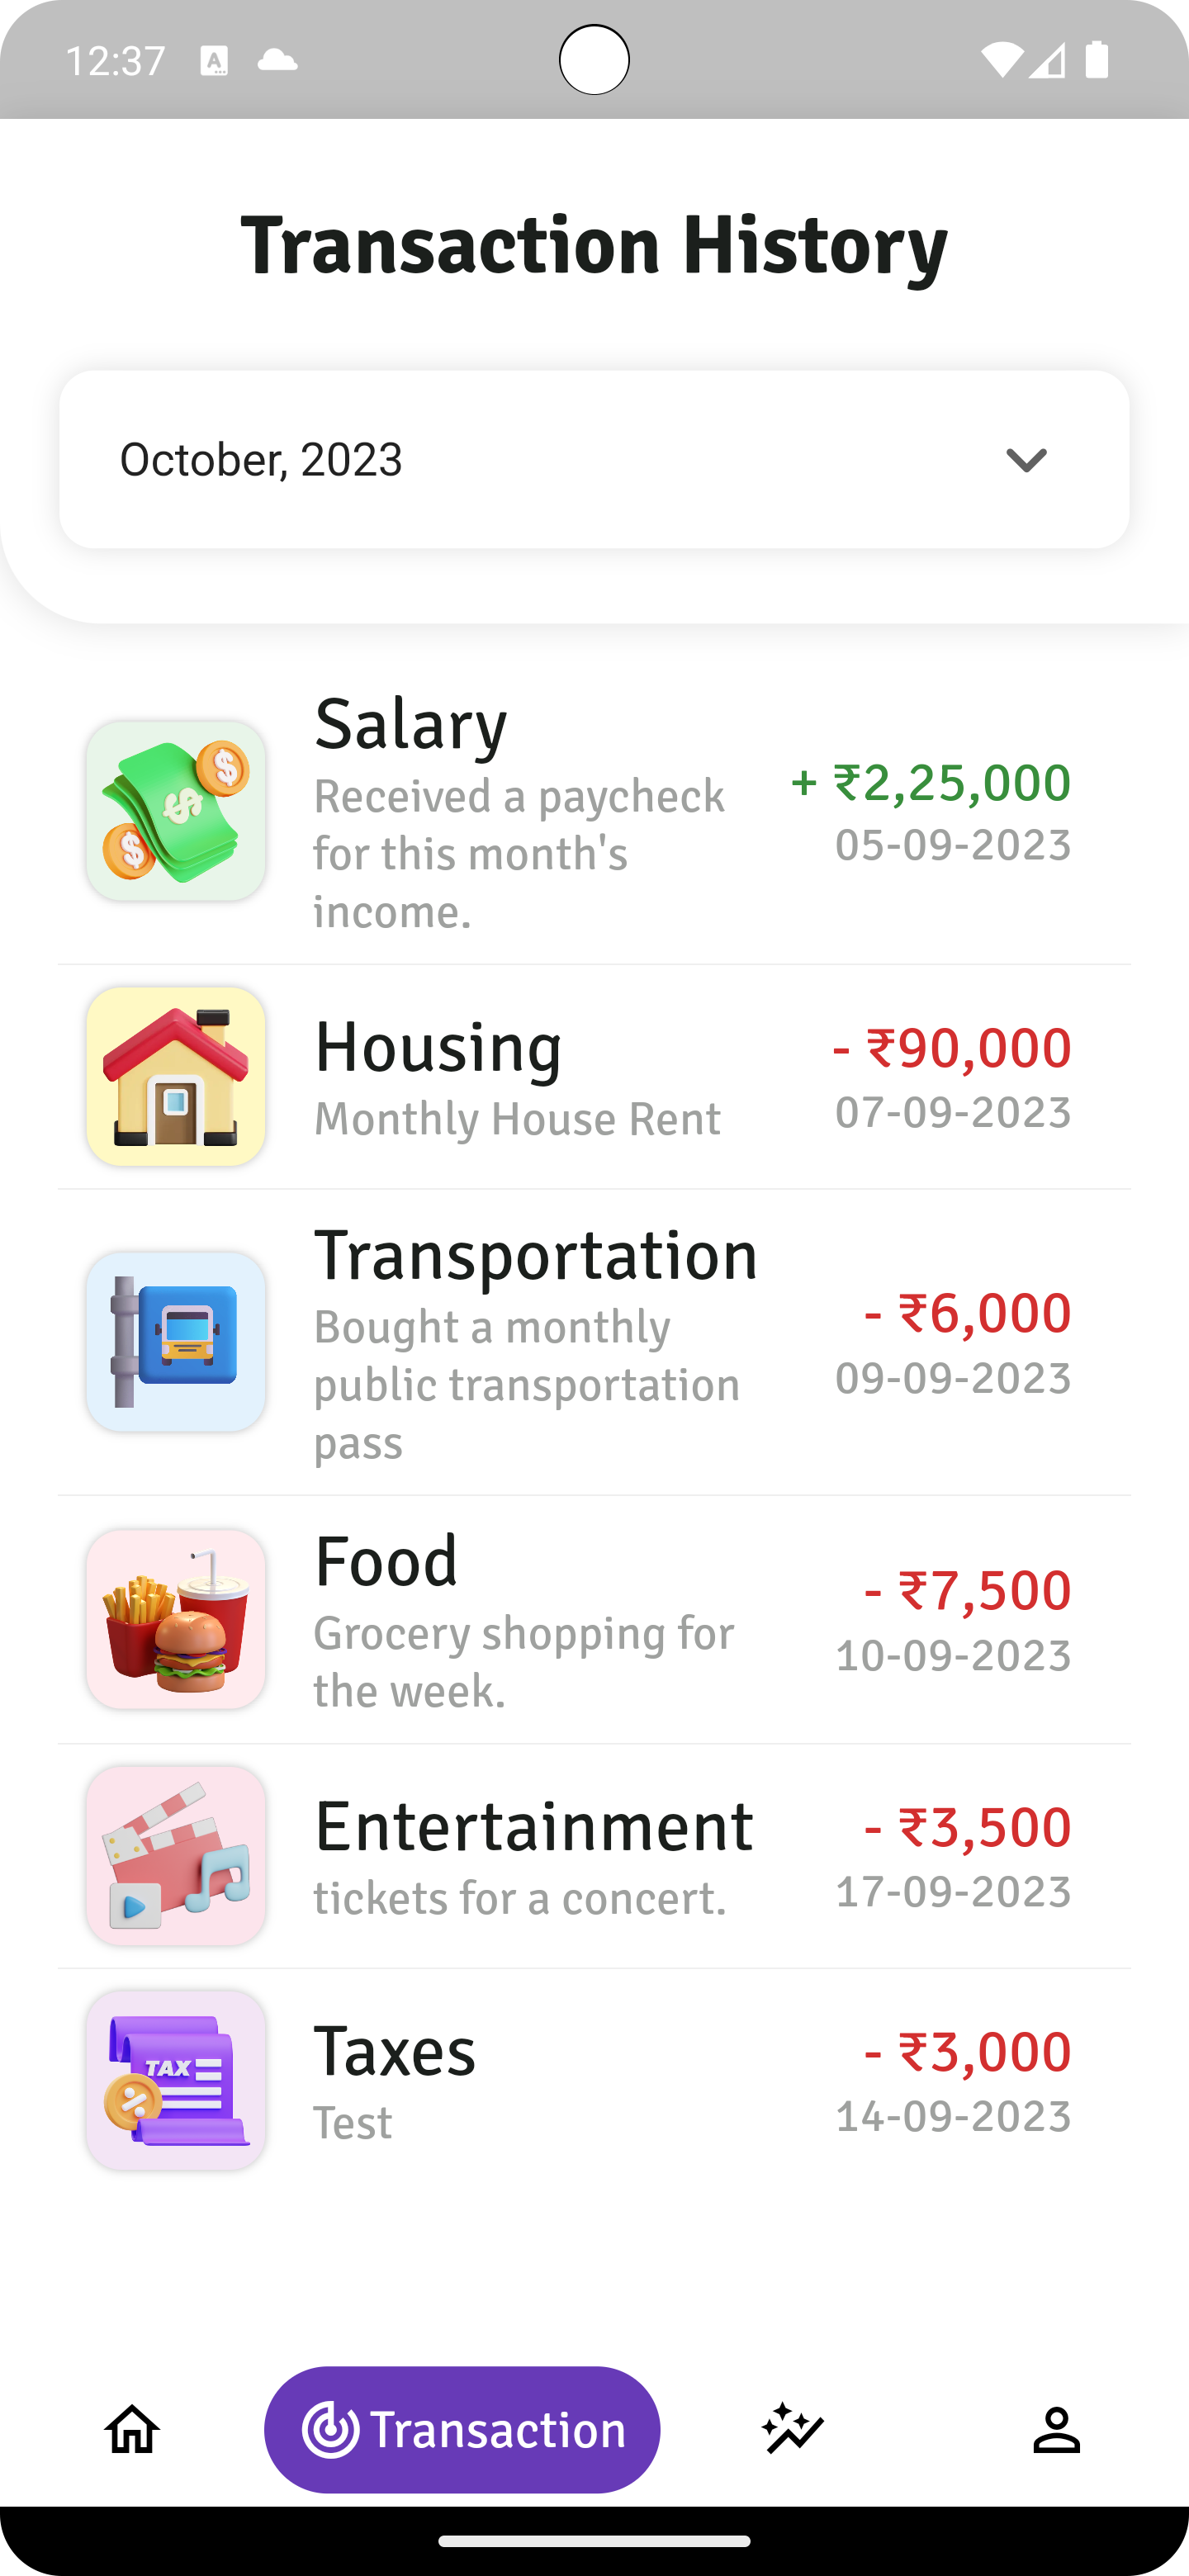 12:37
Transaction History
October, 2023
Salary
Received a paycheck
for this month's
income.
+ ₹2,25,000
05-09-2023
Housing
Monthly House Rent
- ₹90,000
07-09-2023
Transportation
Bought a monthly
public transportation
pass
- ₹6,000
09-09-2023
Food
Grocery shopping for
the week.
- ₹7,500
10-09-2023
Entertainment
tickets for a concert.
- ₹3,500
17-09-2023
TAX
Taxes
Test
- ₹3,000
14-09-2023
Transaction